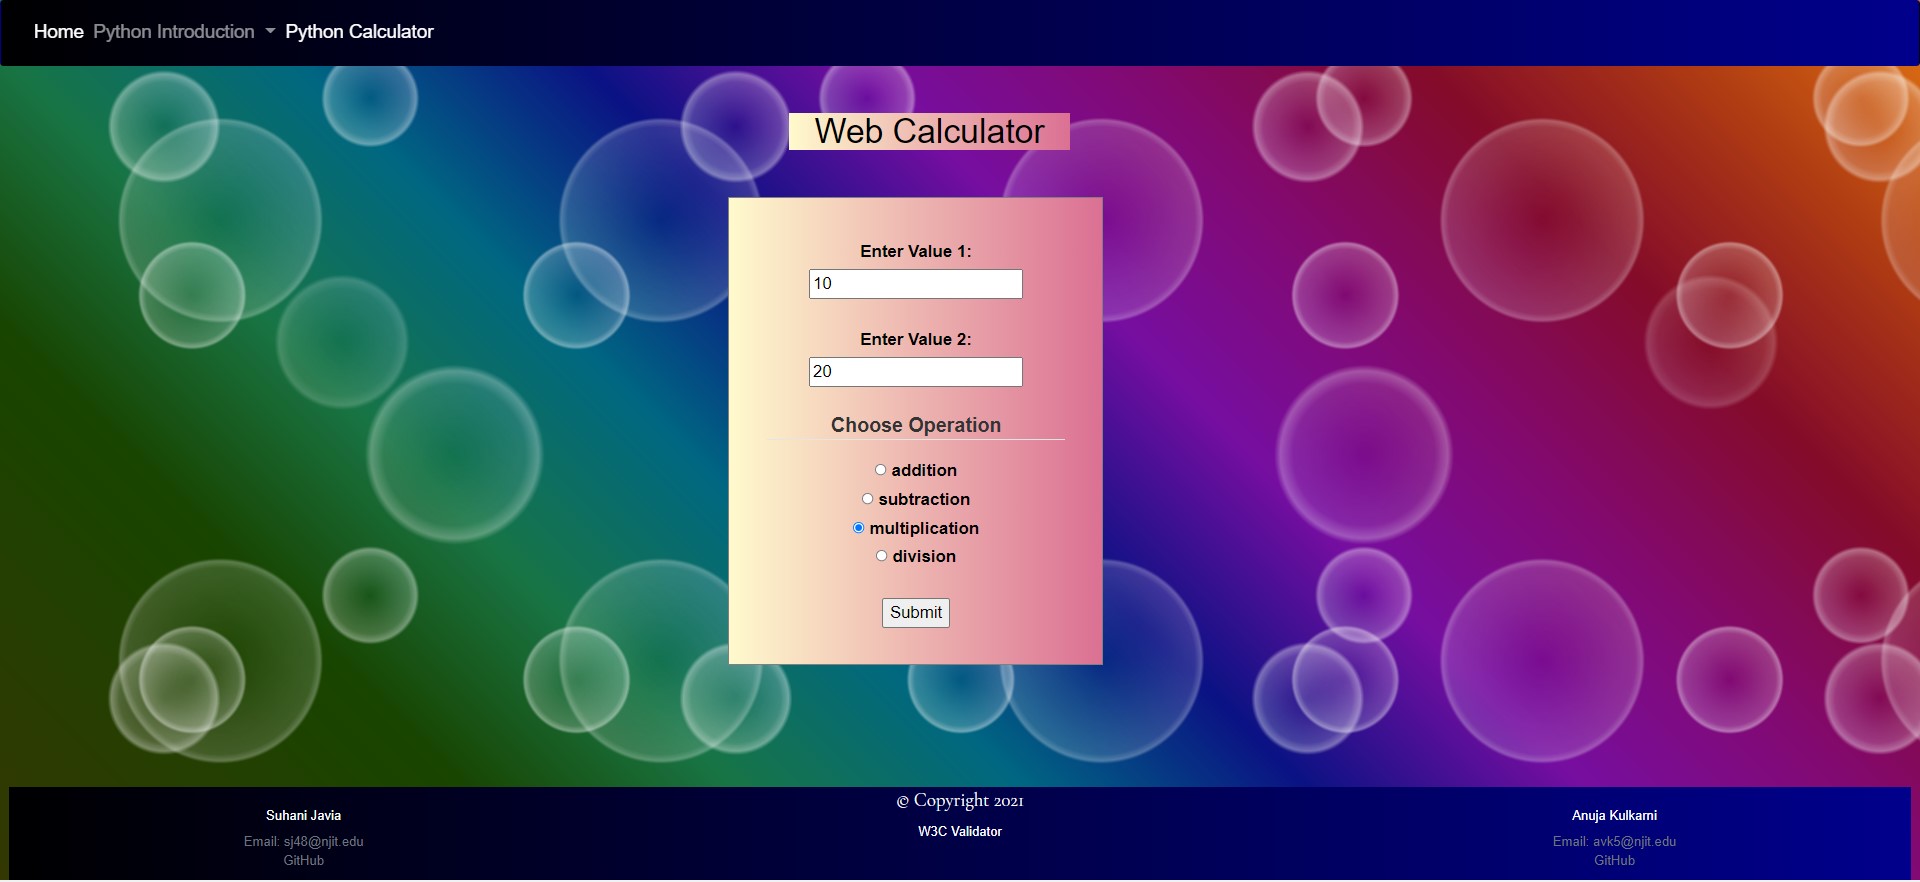 Home Python Introduction Python Calculator
Web Calculator
Enter Value 1:
10
Enter Value 2:
20
Choose Operation
addition
subtraction
multiplication
division
Submit
Suhani Javia
Email: sj48@njit.edu
GitHub
© Copyright 2021
W3C Validator
Anuja Kulkarni
Email: avk5@njit.edu
GitHub